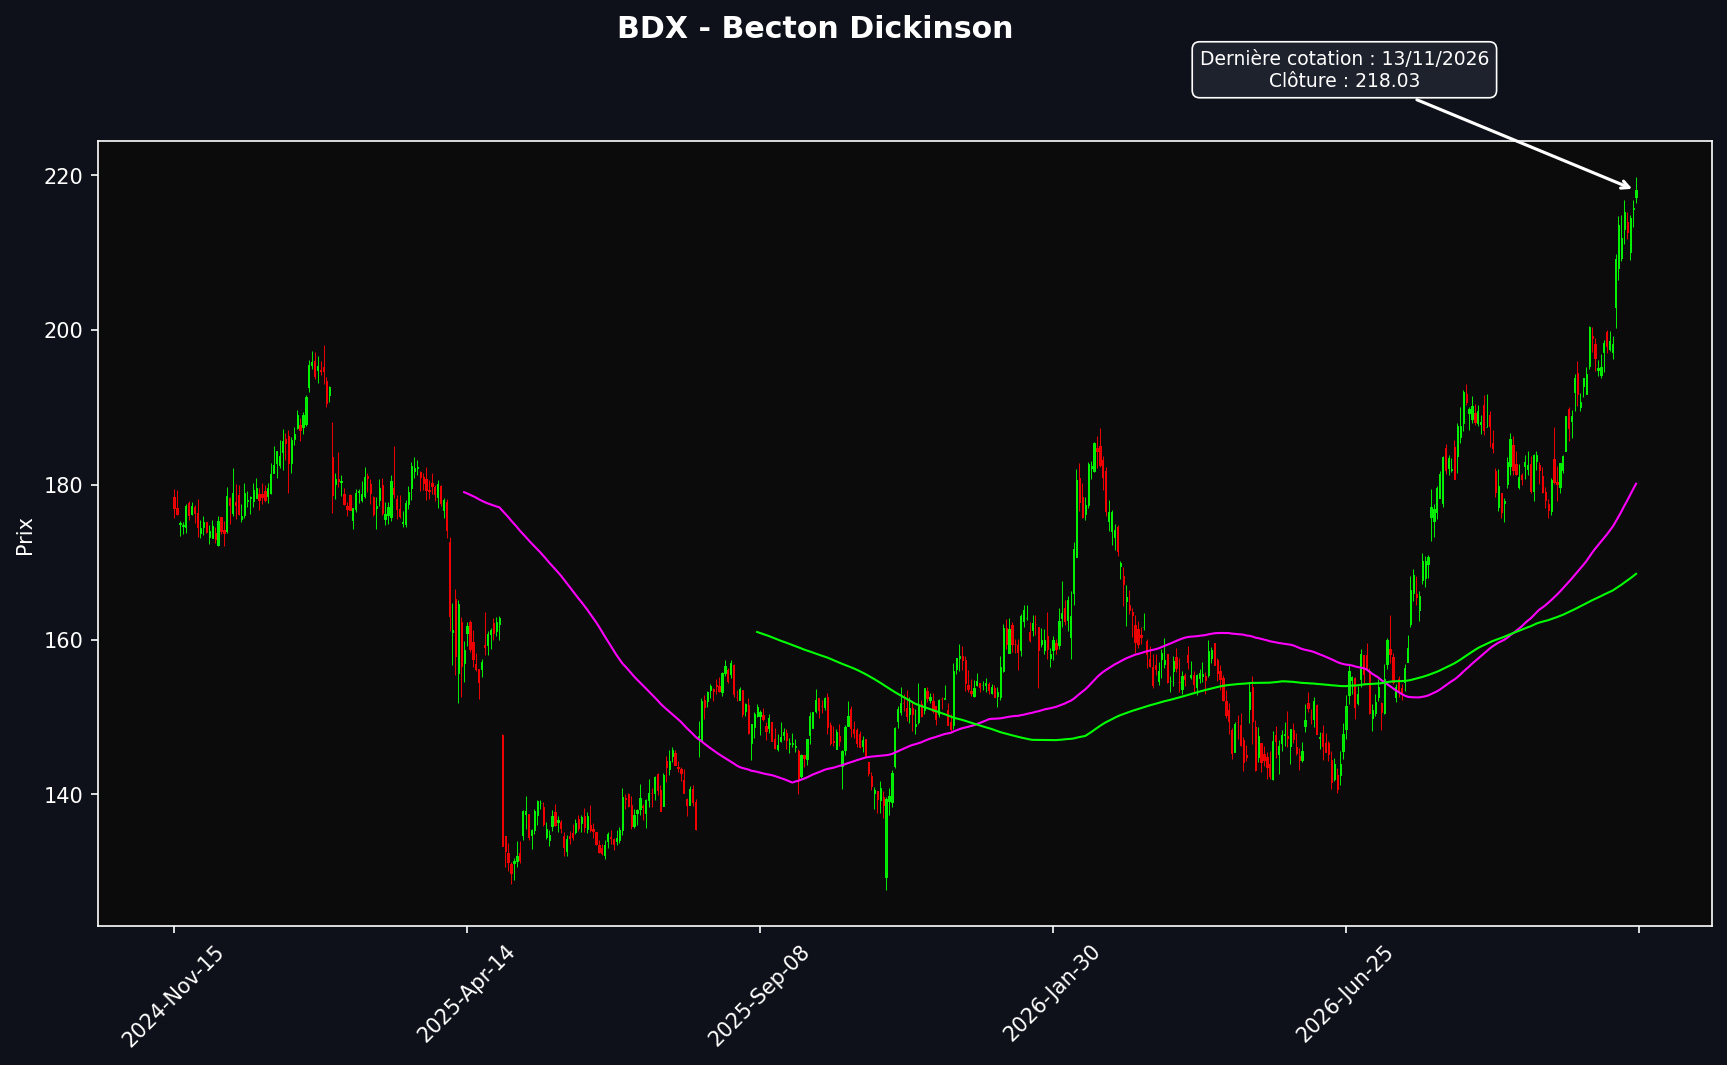 BDX - Becton Dickinson
Dernière cotation : 13/11/2026
Clôture : 218.03
220
200
180
160
140
Prix
2024-Nov-15
2025-Apr-14
2025-Sep-08
2026-Jan-30
2026-Jun-25